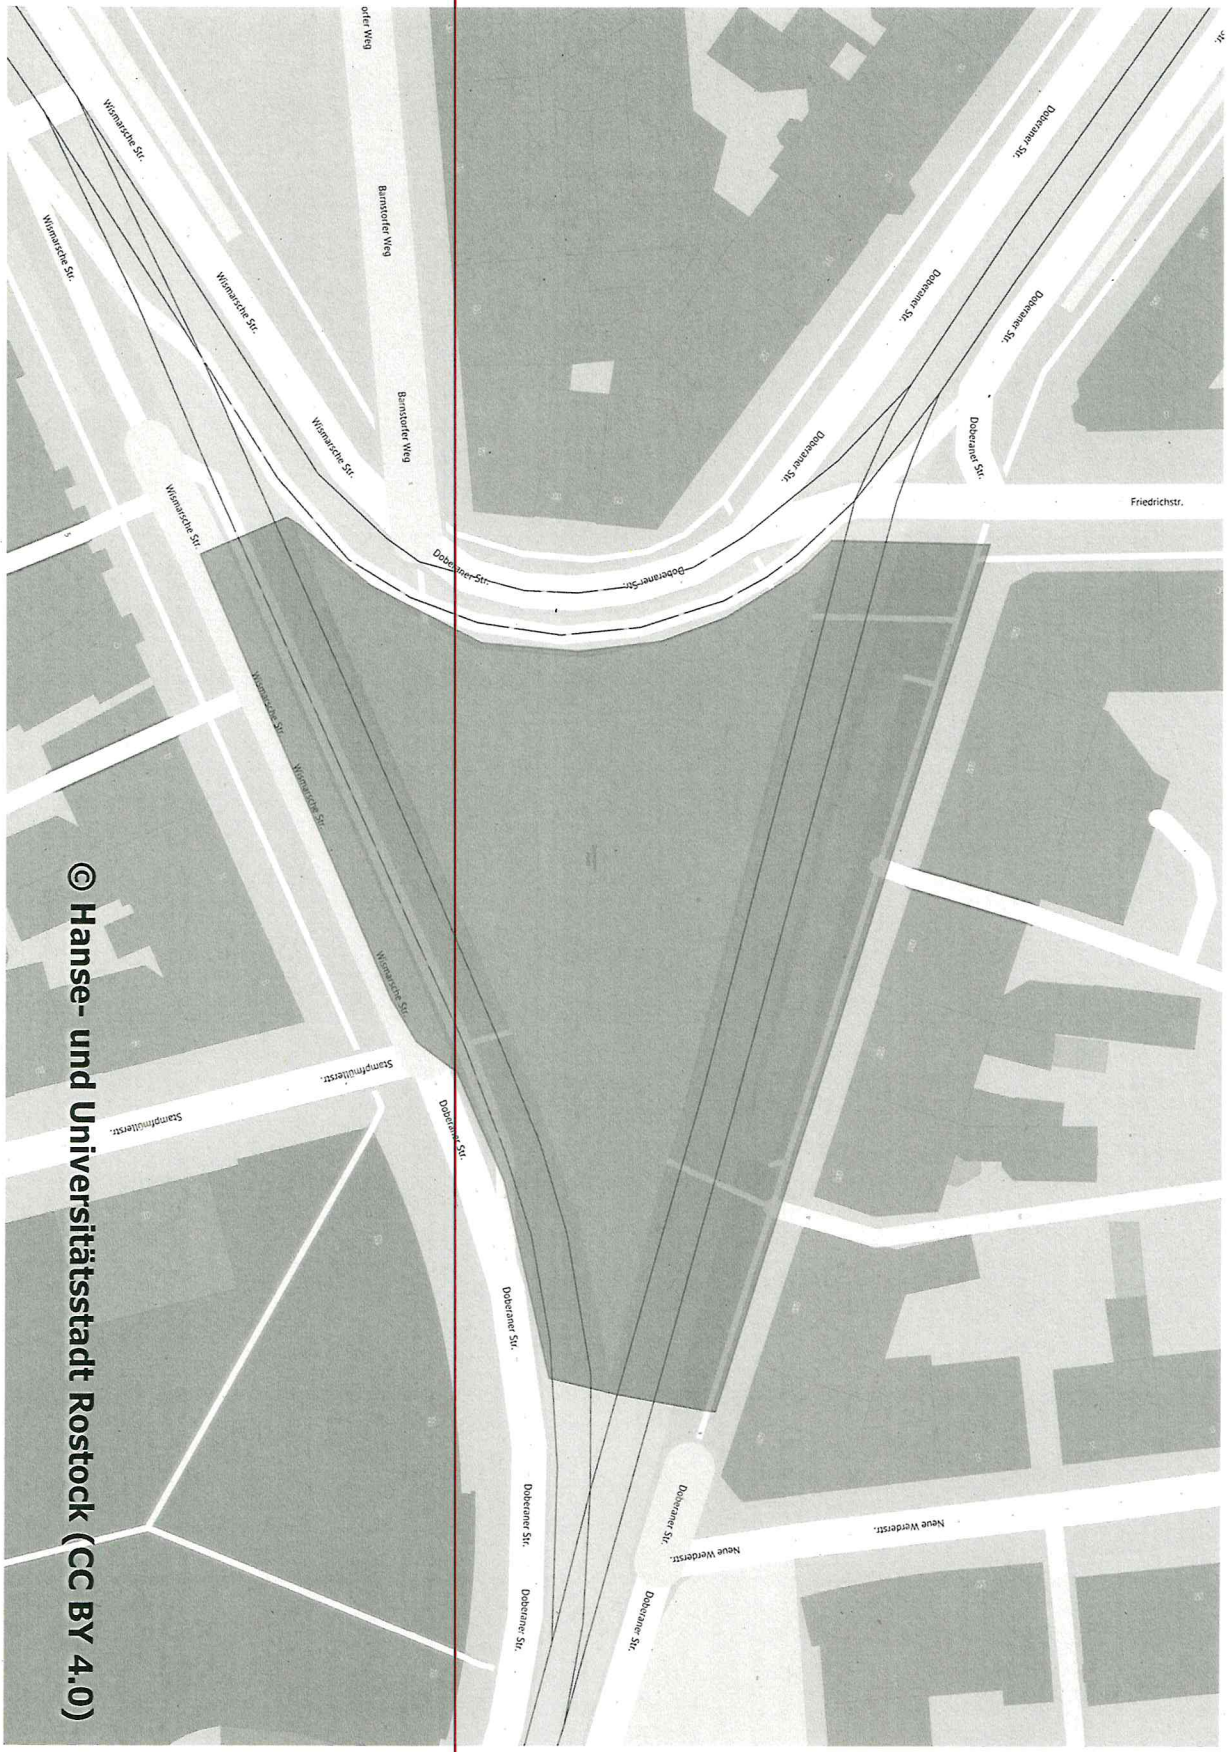 orfer Weg
Str.
Wismarsche Str.
Doberaner Str.
Barnstorfer Weg
Wismarsche Str.
Wismarsche Str.
Doberaner Str.
Doberaner Str.
Barnstorfer Weg
Wismarsche Str.
Doberaner Str.
Doberaner Str.
Friedrichstr.
Wismarsche Str.
Doberaner Str.
Doberaner Str.
Wismarsche Str.
Wismarsche Str.
Wismarsche Str.
Stampfmüllerstr.
Stampfmüllerstr.
Doberaner Str.
Doberaner Str.
Doberaner Str.
Doberaner Str.
Neue Werderstr.
Neue Werderstr.
Doberaner Str.
Doberaner Str.
© Hanse- und Universitätsstadt Rostock (CC BY 4.0)